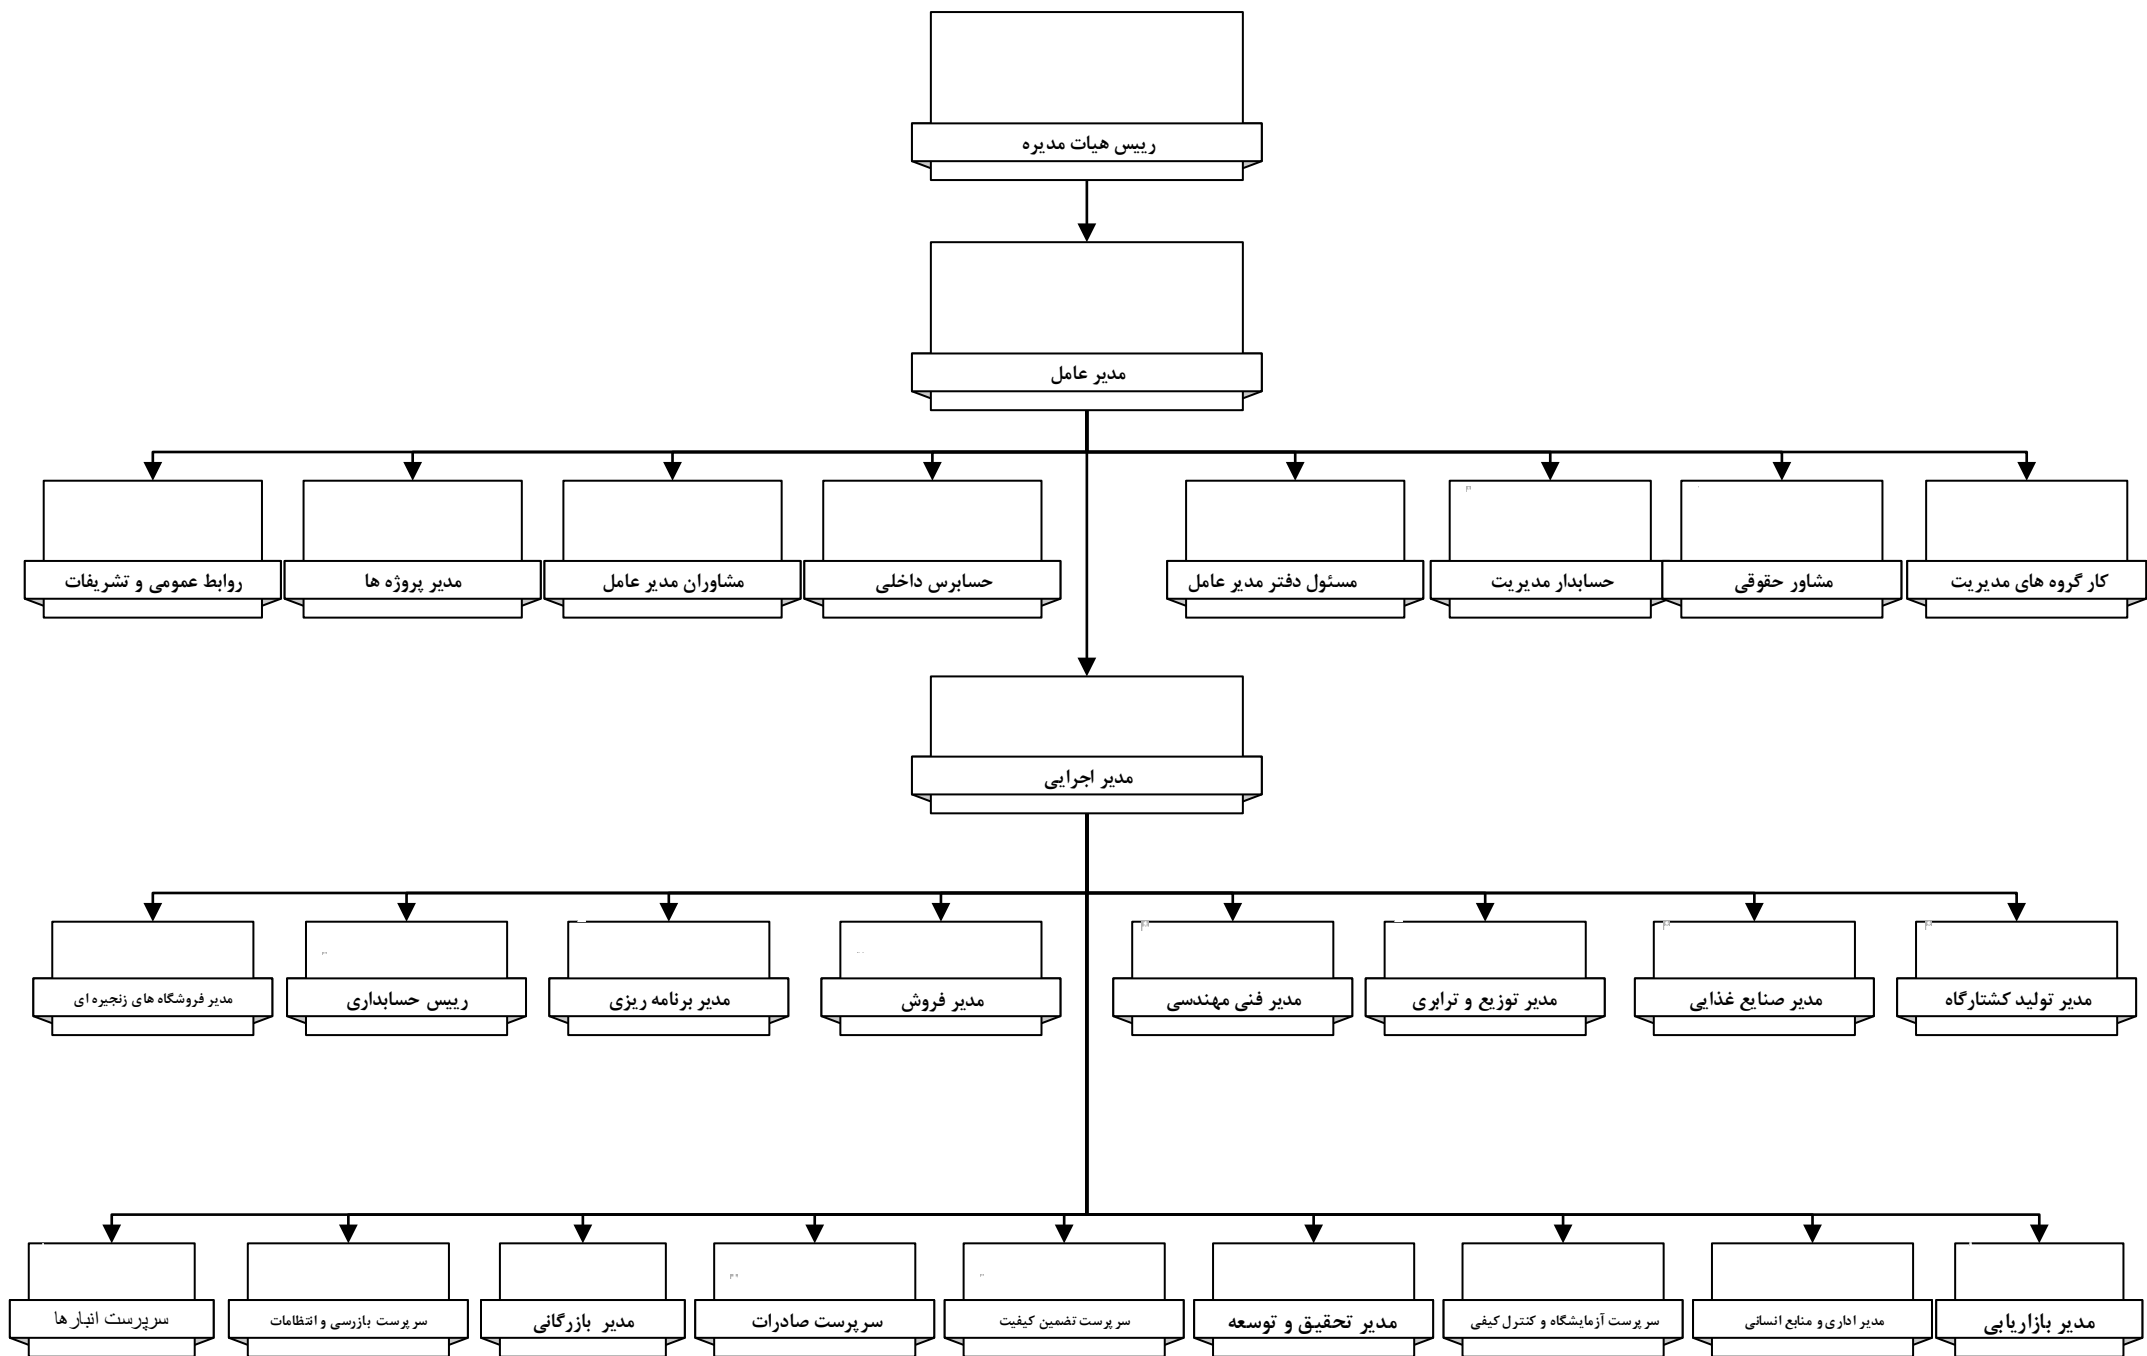 رییس هیات مدیره
مدیر عامل
کار گروه های مدیریت
مشاور حقوقی
حسابدار مدیریت
مسئول دفتر مدیر عامل
حسابرس داخلی
مشاوران مدیر عامل
مدیر پروژه ها
روابط عمومی و تشریفات
مدیر اجرایی
مدیر تولید کشتارگاه
مدیر صنایع غذایی
مدیر توزیع و ترابری
مدیر فنی مهندسی
مدیر فروش
مدیر برنامه ریزی
رییس حسابداری
مدیر فروشگاه های زنجیره ای
مدیر بازاریابی
مدیر اداری و منابع انسانی
سرپرست آزمایشگاه و کنترل کیفی
مدیر تحقیق و توسعه
سرپرست تضمین کیفیت
سرپرست صادرات
مدیر بازرگانی
سرپرست بازرسی و انتظامات
سرپرست انبارها